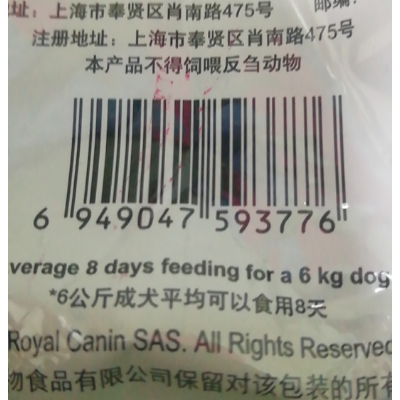 址：上海市奉贤区肖南路475号
邮编:
注册地址：上海市奉贤区肖南路475号
本产品不得饲喂反刍动物
6 949047 593776
verage 8 days feeding for a 6 kg dog
*6公斤成犬平均可以食用8天
Royal Canin SAS. All Rights Reserved
物食品有限公司保留对该包装的所有